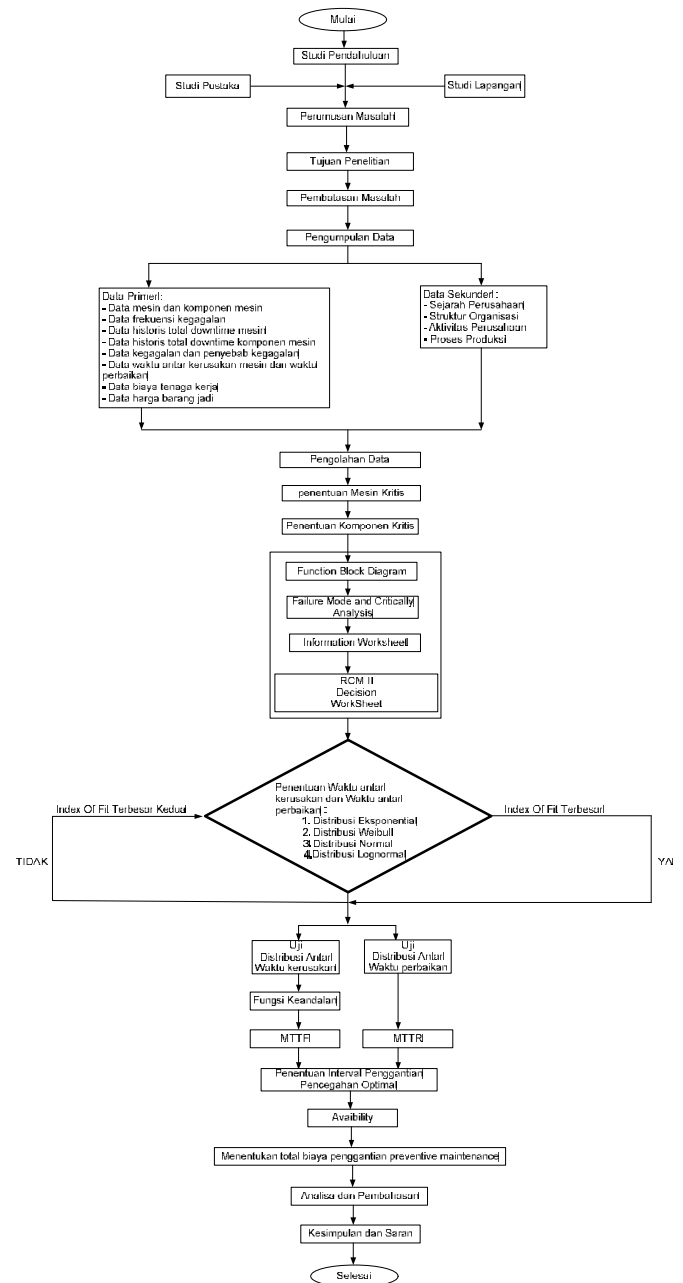 Mulai
Studi Pendahuluan
Studi Pustaka
Studi Lapangan
Perumusan Masalah
Tujuan Penelitian
Pembatasan Masalah
Pengumpulan Data
Data Primer :
- Data mesin dan komponen mesin
- Data frekuensi kegagalan
- Data historis total downtime mesin
- Data historis total downtime komponen mesin
- Data kegagalan dan penyebab kegagalan
- Data waktu antar kerusakan mesin dan waktu
perbaikan
- Data biaya tenaga kerja
- Data harga barang jadi
Data Sekunder :
- Sejarah Perusahaan
- Struktur Organisasi
- Aktivitas Perusahaan
- Proses Produksi
Pengolahan Data
penentuan Mesin Kritis
Penentuan Komponen Kritis
Function Block Diagram
Failure Mode and Critically
Analysis
Information Worksheet
RCM II
Decision
WorkSheet
Penentuan Waktu antar
kerusakan dan Waktu antar
perbaikan :
1. Distribusi Eksponential
2. Distribusi Weibull
3. Distribusi Normal
4. Distribusi Lognormal
Index Of Fit Terbesar Kedua
Index Of Fit Terbesar
TIDAK
YA
Uji
Distribusi Antar
Waktu kerusakan
Uji
Distribusi Antar
Waktu perbaikan
Fungsi Keandalan
MTTF
MTTR
Penentuan Interval Penggantian
Pencegahan Optimal
Avaibility
Menentukan total biaya penggantian preventive maintenance
Analisa dan Pembahasan
Kesimpulan dan Saran
Selesai